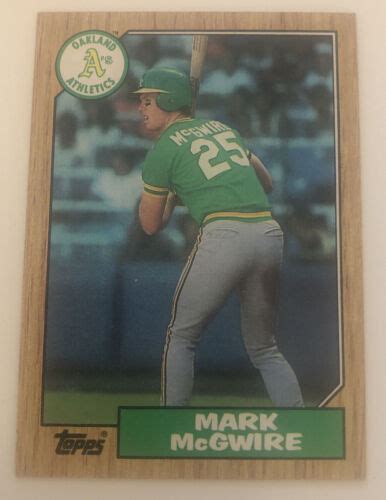 OAKLAND
A's
ATHLETICS
McGWIRE
25
MARK
McGWIRE
Topps